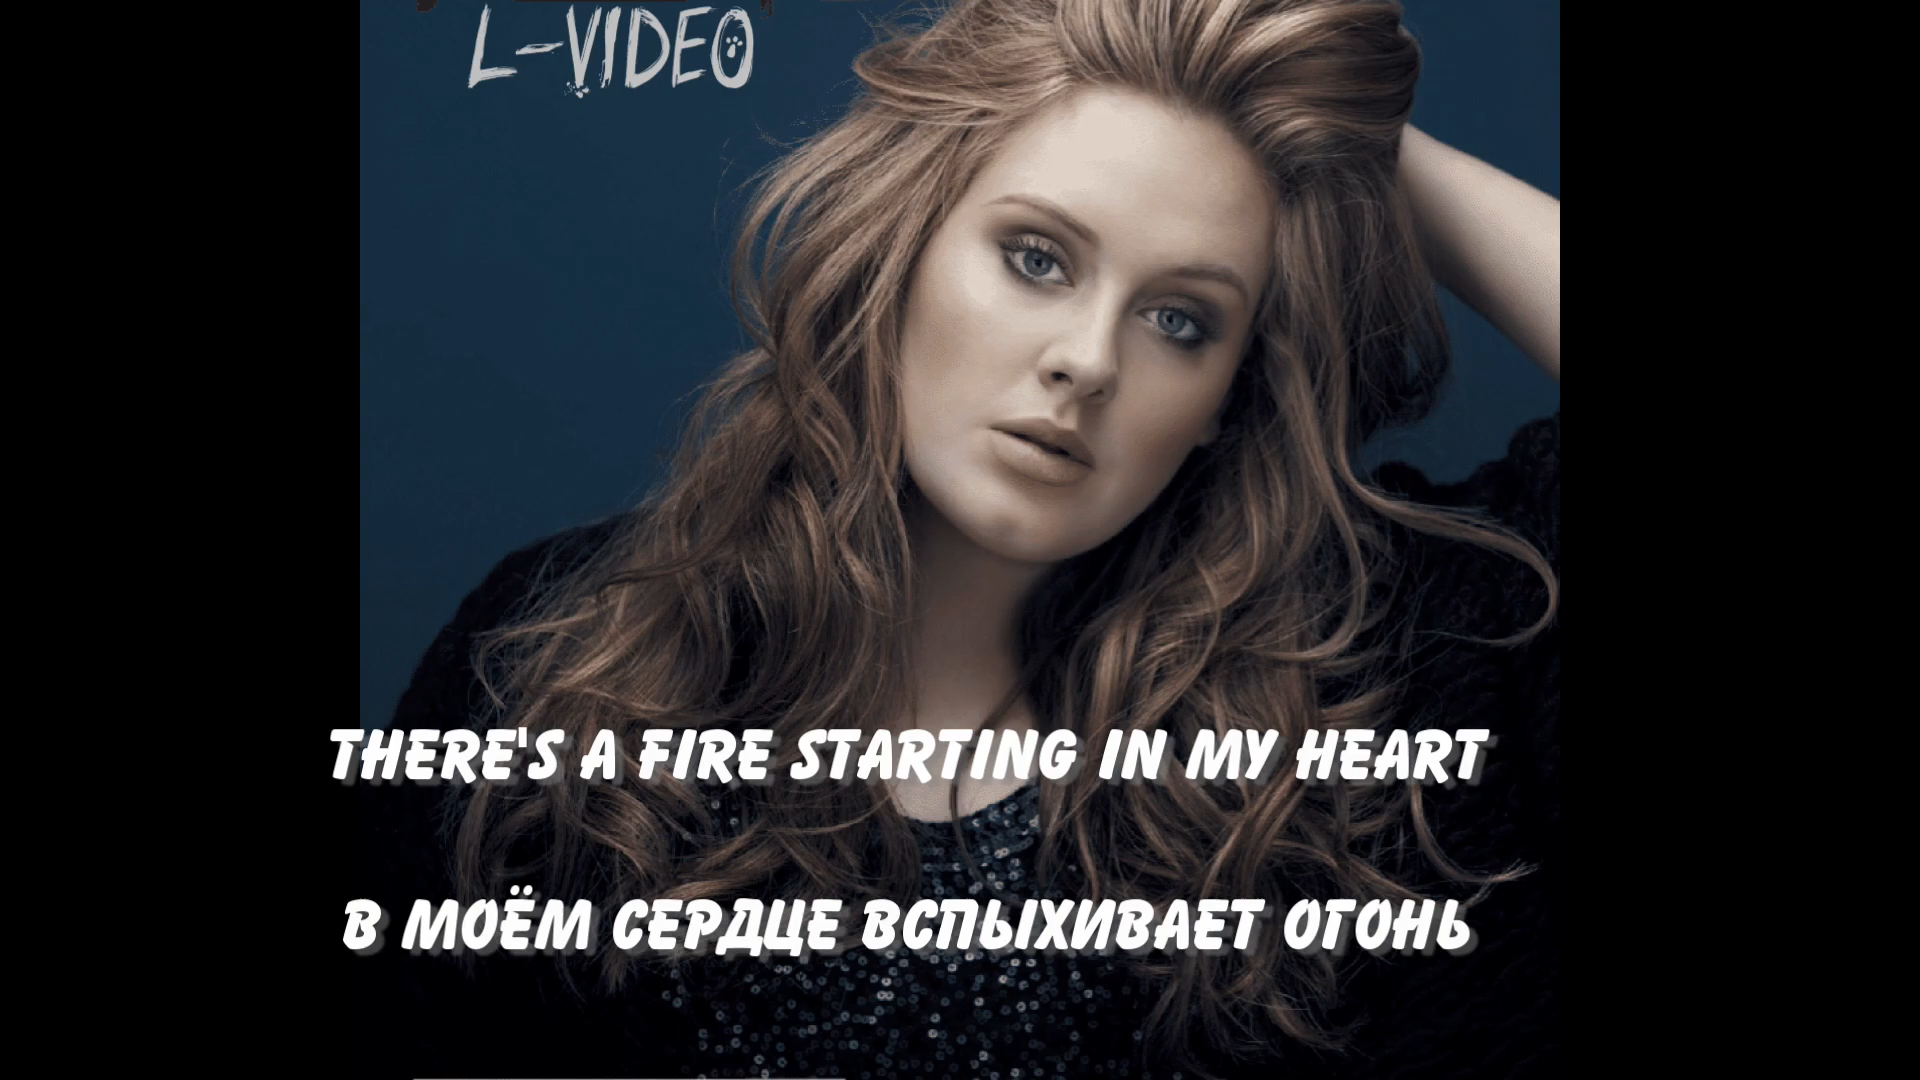 L-VIDEO
THERE'S A FIRE STARTING IN MY HEART
В МОЁМ СЕРДЦЕ ВСПЫХИВАЕТ ОГОНЬ